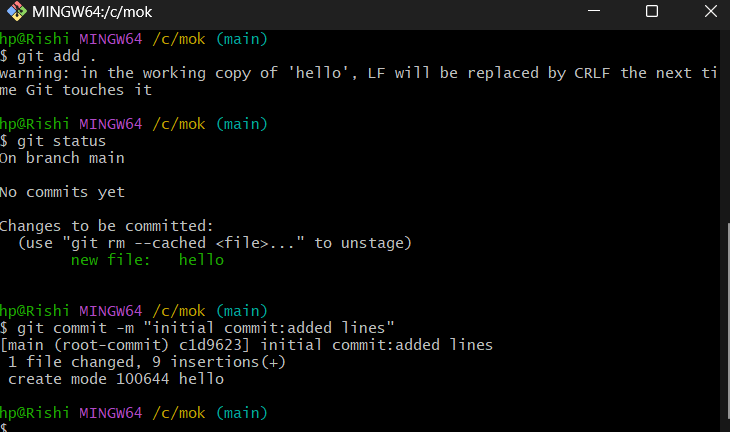 MINGW64:/c/mok
hp@Rishi MINGW64 /c/mok (main)
$ git add .
warning: in the working copy of 'hello', LF will be replaced by CRLF the next ti
me Git touches it
hp@Rishi MINGW64 /c/mok (main)
$ git status
On branch main
No commits yet
Changes to be committed:
  (use "git rm --cached <file>..." to unstage)
        new file:   hello
hp@Rishi MINGW64 /c/mok (main)
$ git commit -m "initial commit:added lines"
[main (root-commit) c1d9623] initial commit:added lines
 1 file changed, 9 insertions(+)
 create mode 100644 hello
hp@Rishi MINGW64 /c/mok (main)
$